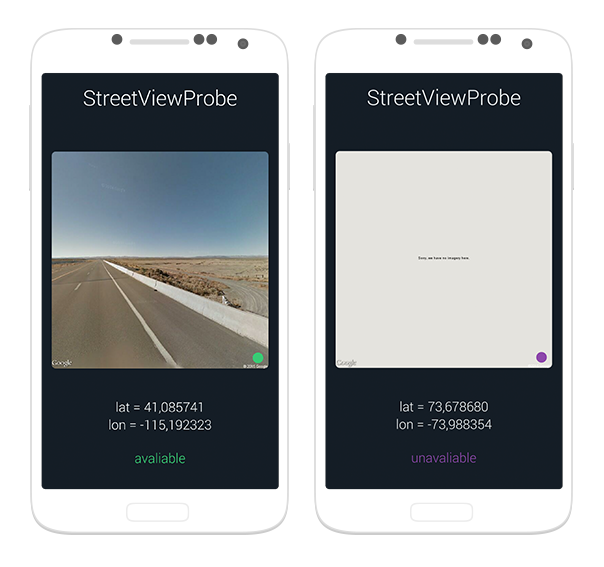 StreetViewProbe
Google
© 2015 Google
lat = 41,085741
lon = -115,192323
avaliable
StreetViewProbe
Sorry, we have no imagery here.
Google
lat = 73,678680
lon = -73,988354
unavaliable